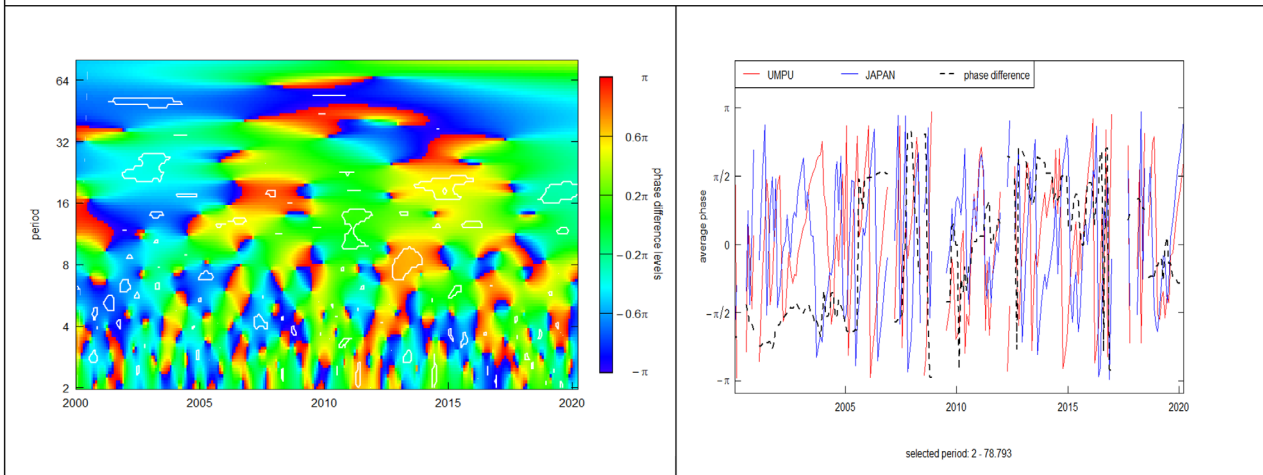 64
32
16
8
4
2
period
2000
2005
2010
2015
2020
π
0.6π
0.2π
-0.2π
-0.6π
-π
phase difference levels
UMPU
JAPAN
phase difference
π
π/2
0
-π/2
-π
average phase
2005
2010
2015
2020
selected period: 2 - 78.793